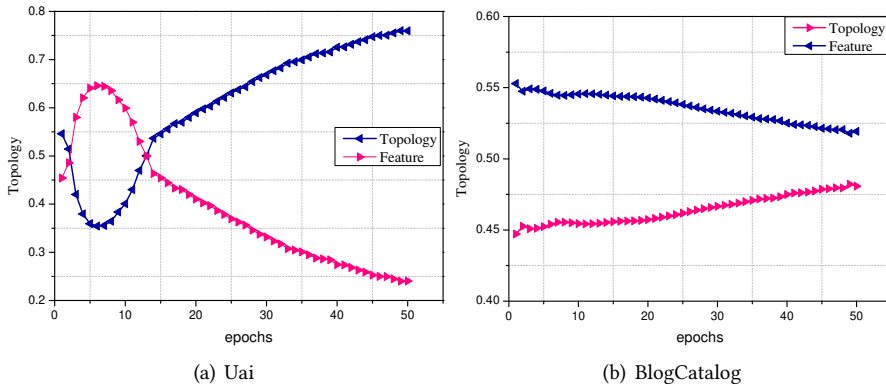 0.8
0.7
0.6
0.5
0.4
0.3
0.2
0 10 20 30 40 50
Topology
epochs
Topology
Feature
(a) Uai
0.60
0.55
0.50
0.45
0.40
0 10 20 30 40 50
Topology
epochs
Topology
Feature
(b) BlogCatalog